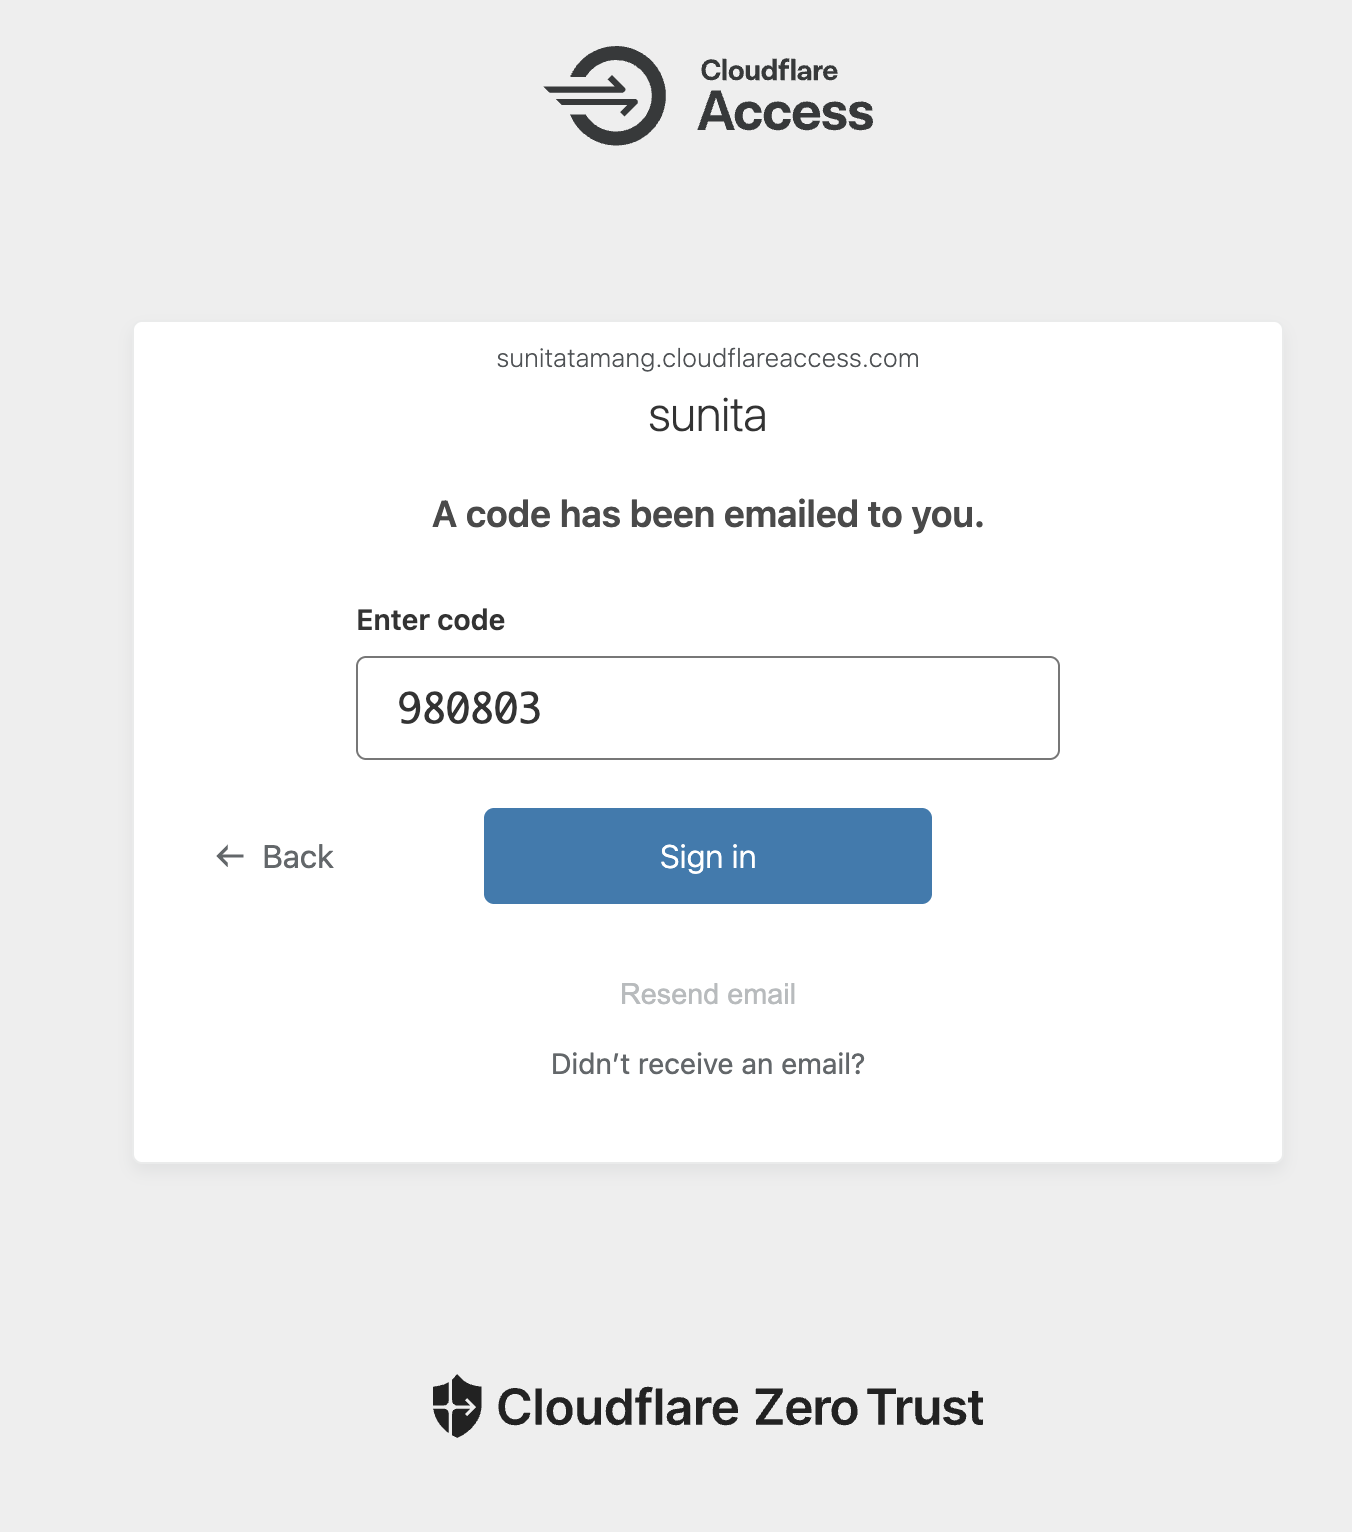 Cloudflare
Access
sunitatamang.cloudflareaccess.com
sunita
A code has been emailed to you.
Enter code
980803
← Back
Sign in
Resend email
Didn’t receive an email?
Cloudflare Zero Trust